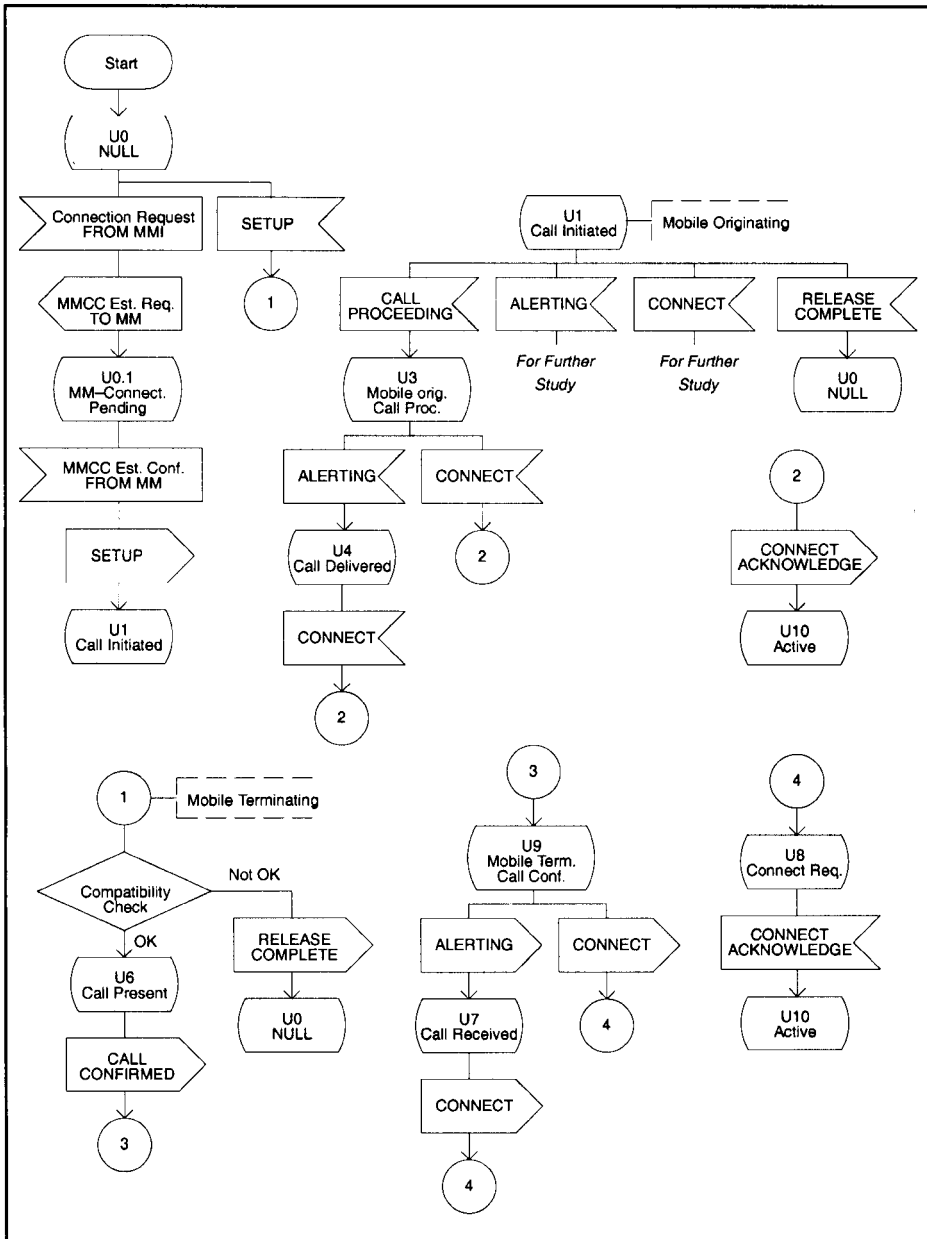 Start
U0
NULL
Connection Request
FROM MMI
SETUP
MMCC Est. Req.
TO MM
1
U0.1
MM–Connect.
Pending
MMCC Est. Conf.
FROM MM
SETUP
U1
Call Initiated
U1
Call Initiated
Mobile Originating
CALL
PROCEEDING
ALERTING
CONNECT
RELEASE
COMPLETE
For Further
Study
For Further
Study
U0
NULL
U3
Mobile orig.
Call Proc.
ALERTING
CONNECT
U4
Call Delivered
2
CONNECT
2
2
CONNECT
ACKNOWLEDGE
U10
Active
1
Mobile Terminating
Compatibility
Check
Not OK
OK
RELEASE
COMPLETE
U0
NULL
U6
Call Present
CALL
CONFIRMED
3
3
U9
Mobile Term.
Call Conf.
ALERTING
CONNECT
U7
Call Received
4
CONNECT
4
4
U8
Connect Req.
CONNECT
ACKNOWLEDGE
U10
Active